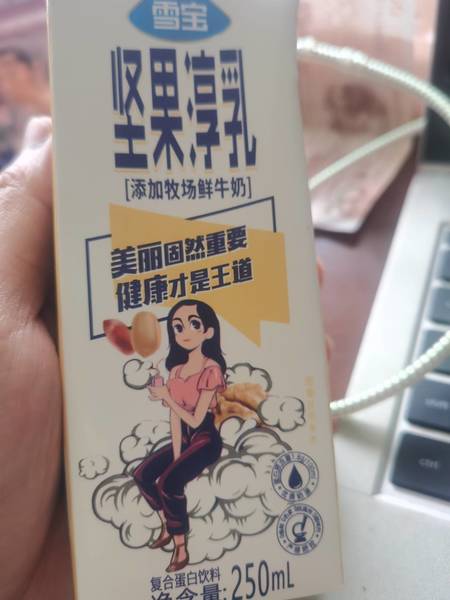 雪宝
坚果淳乳
[添加牧场鲜牛奶]
美丽固然重要
健康才是王道
复合蛋白饮料
净含量:250mL
ctrl